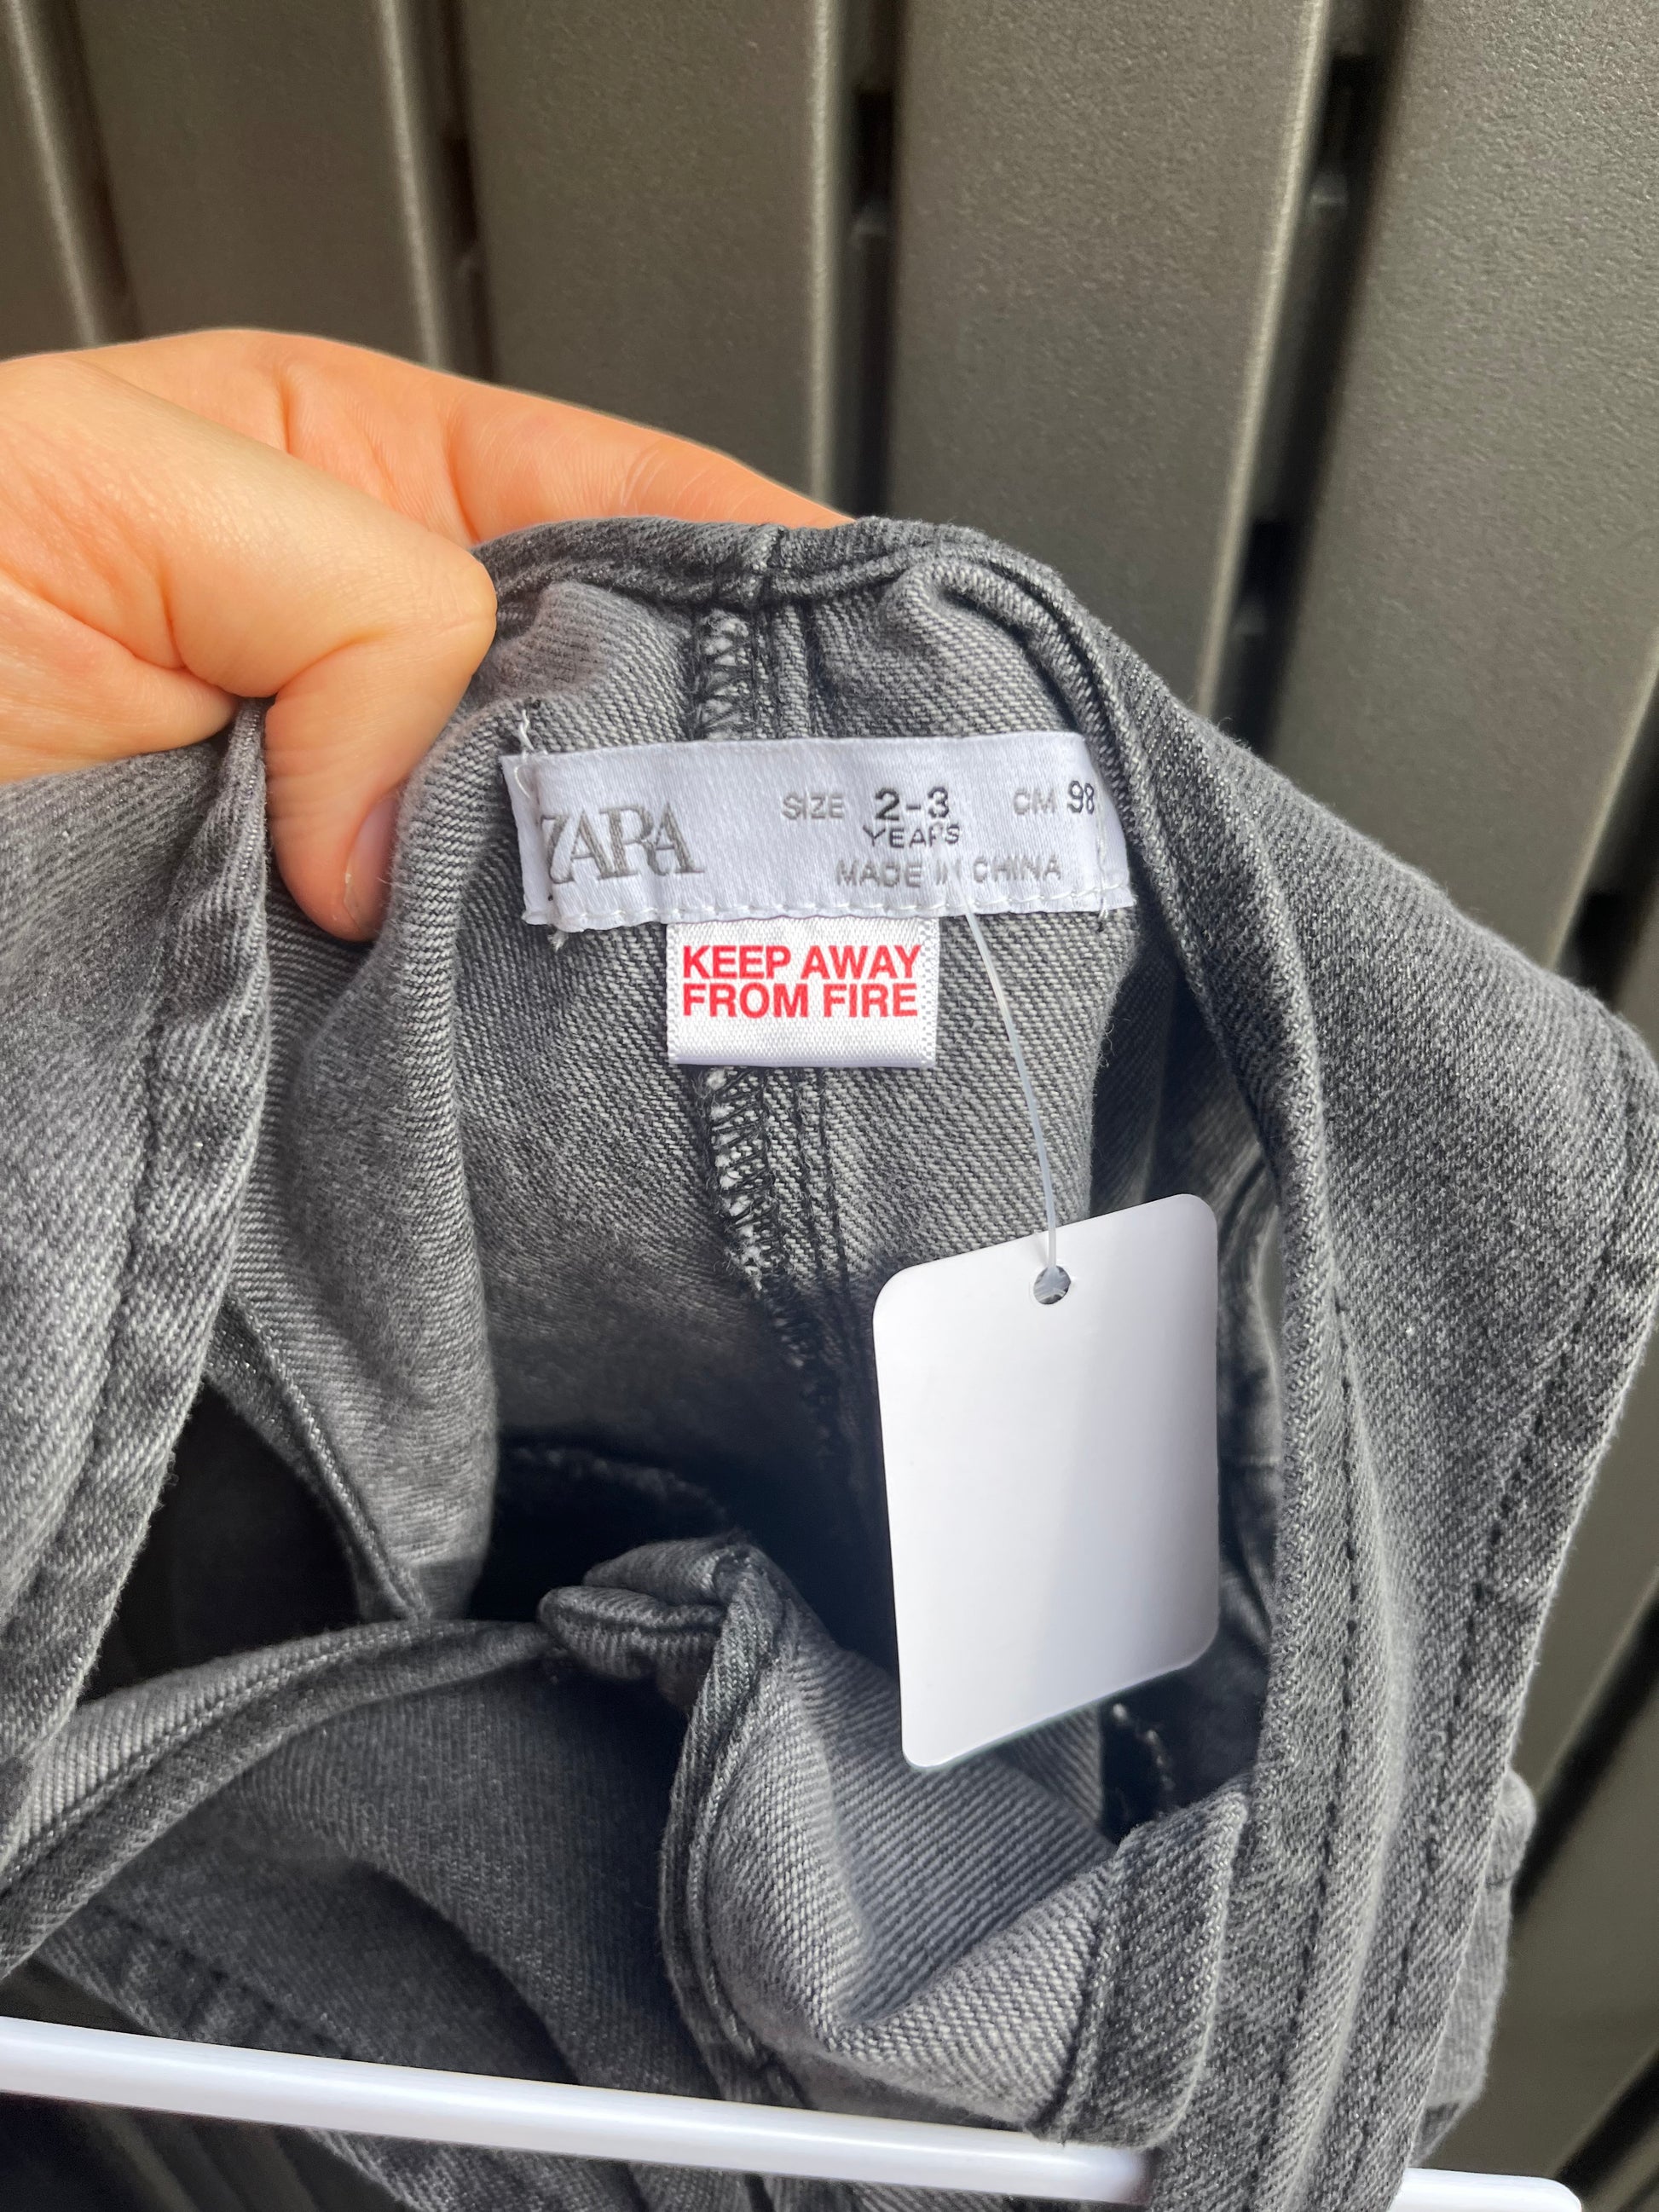 ZARA SIZE 2-3 CM 98
YEARS
MADE IN CHINA
KEEP AWAY
FROM FIRE